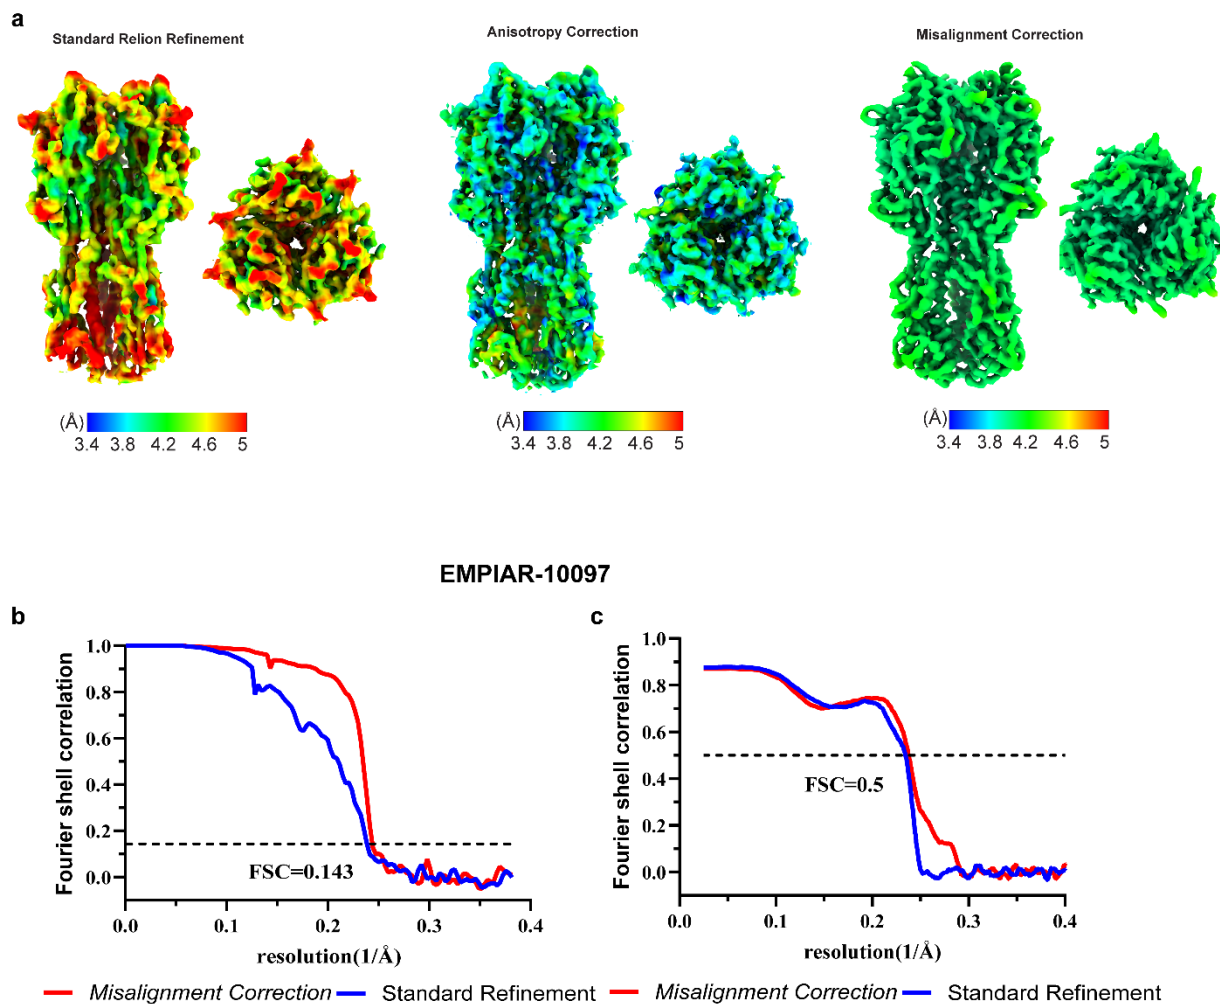 a
Standard Relion Refinement
Anisotropy Correction
Misalignment Correction
(Å)
3.4 3.8 4.2 4.6 5
(Å)
3.4 3.8 4.2 4.6 5
(Å)
3.4 3.8 4.2 4.6 5
EMPIAR-10097
b
Fourier shell correlation
1.0
0.8
0.6
0.4
0.2
0.0
FSC=0.143
0.0 0.1 0.2 0.3 0.4
resolution(1/Å)
c
Fourier shell correlation
1.0
0.8
0.6
0.4
0.2
0.0
FSC=0.5
0.0 0.1 0.2 0.3 0.4
resolution(1/Å)
Misalignment Correction Standard Refinement Misalignment Correction Standard Refinement